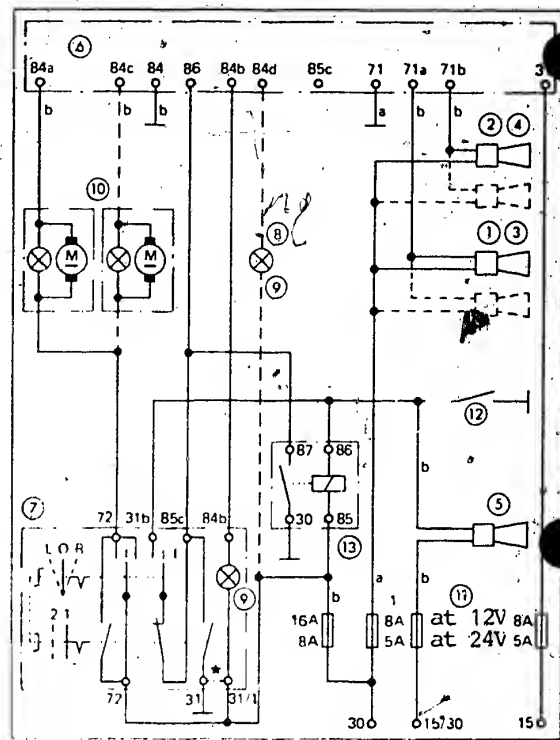 6
84a 84c 84 86 84b 84d 85c 71 71a 71b 3
b b b a b b
2 4
10
8
M M
1 3
9
12
87 86
b
7
72 31b 85c 84b
5
30 85
13
L O R
9
b a b
2 1
11
16A 8A at 12V 8A
8A 5A at 24V 5A
72 31 31/1
30 15/30 15